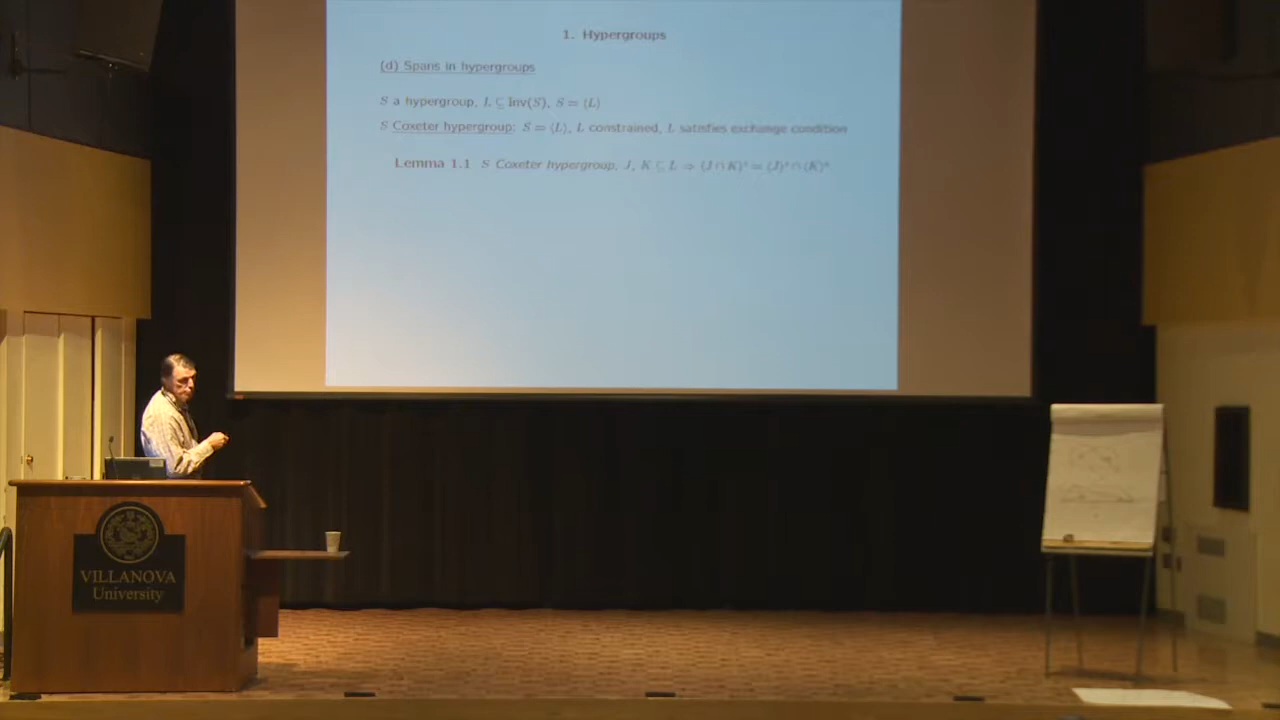 1. Hypergroups
(d) Spans in hypergroups
S a hypergroup, L ⊆ Inv(S), S = ⟨L⟩
S Coxeter hypergroup: S = ⟨L⟩, L constrained, L satisfies exchange condition
Lemma 1.1 S Coxeter hypergroup, J, K ⊆ L ⇒ ⟨J ∩ K⟩ = ⟨J⟩ ∩ ⟨K⟩
VILLANOVA
University